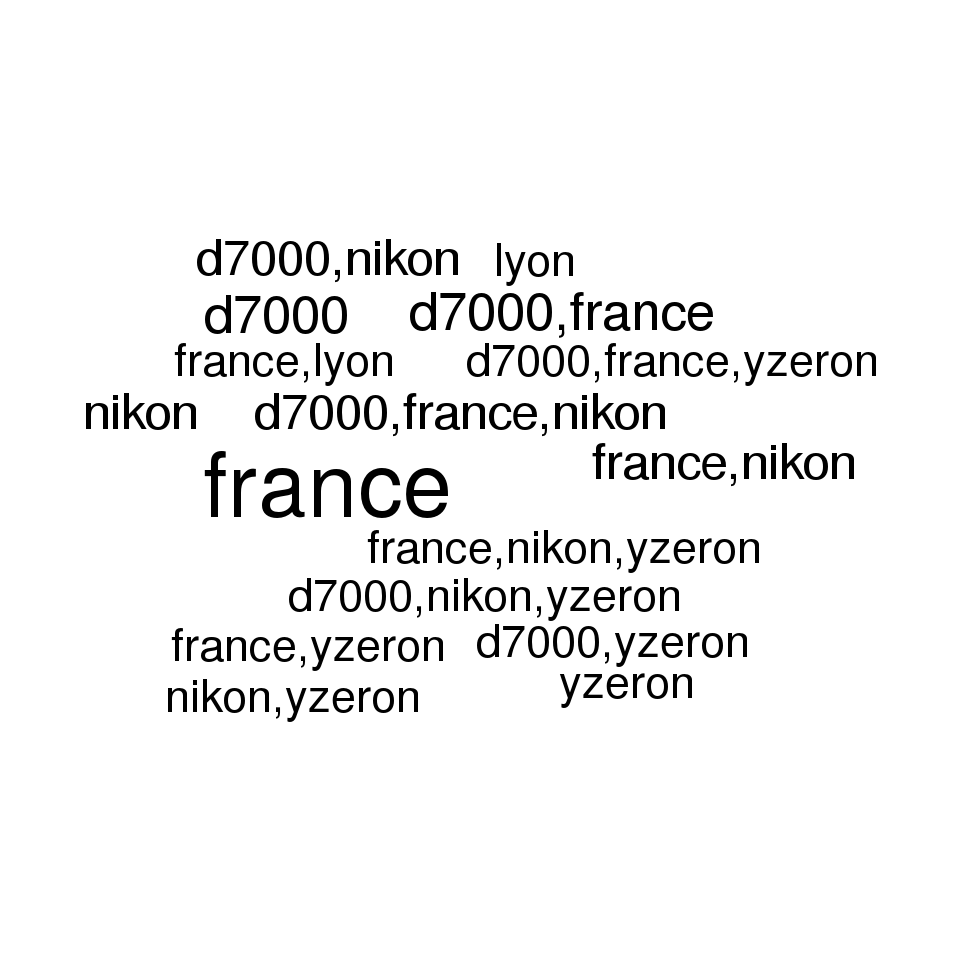 d7000,nikon lyon
d7000 d7000,france
france,lyon d7000,france,yzeron
nikon d7000,france,nikon
france,nikon
france
france,nikon,yzeron
d7000,nikon,yzeron
france,yzeron d7000,yzeron
nikon,yzeron yzeron